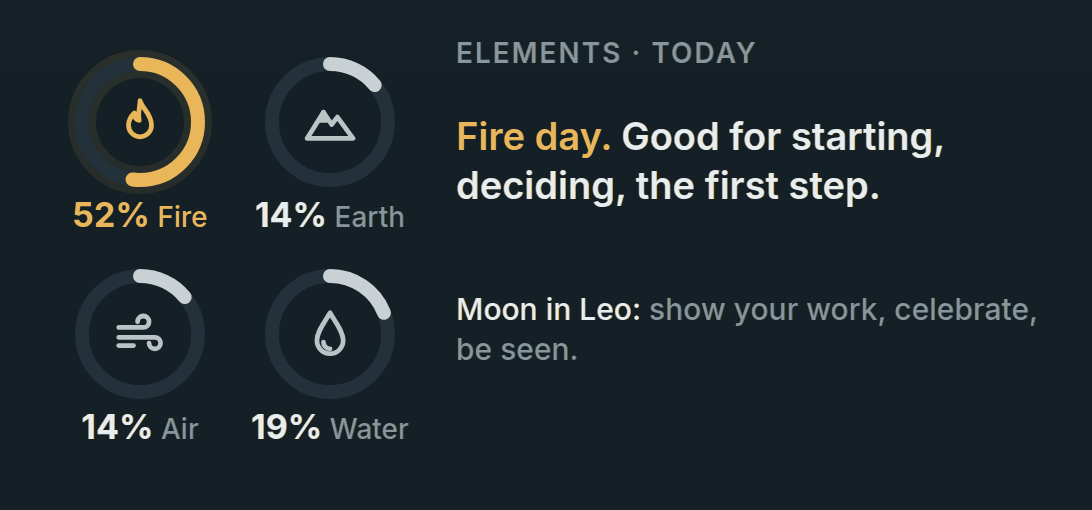 ELEMENTS · TODAY
Fire day. Good for starting,
deciding, the first step.
Moon in Leo: show your work, celebrate,
be seen.
52% Fire
14% Earth
14% Air
19% Water